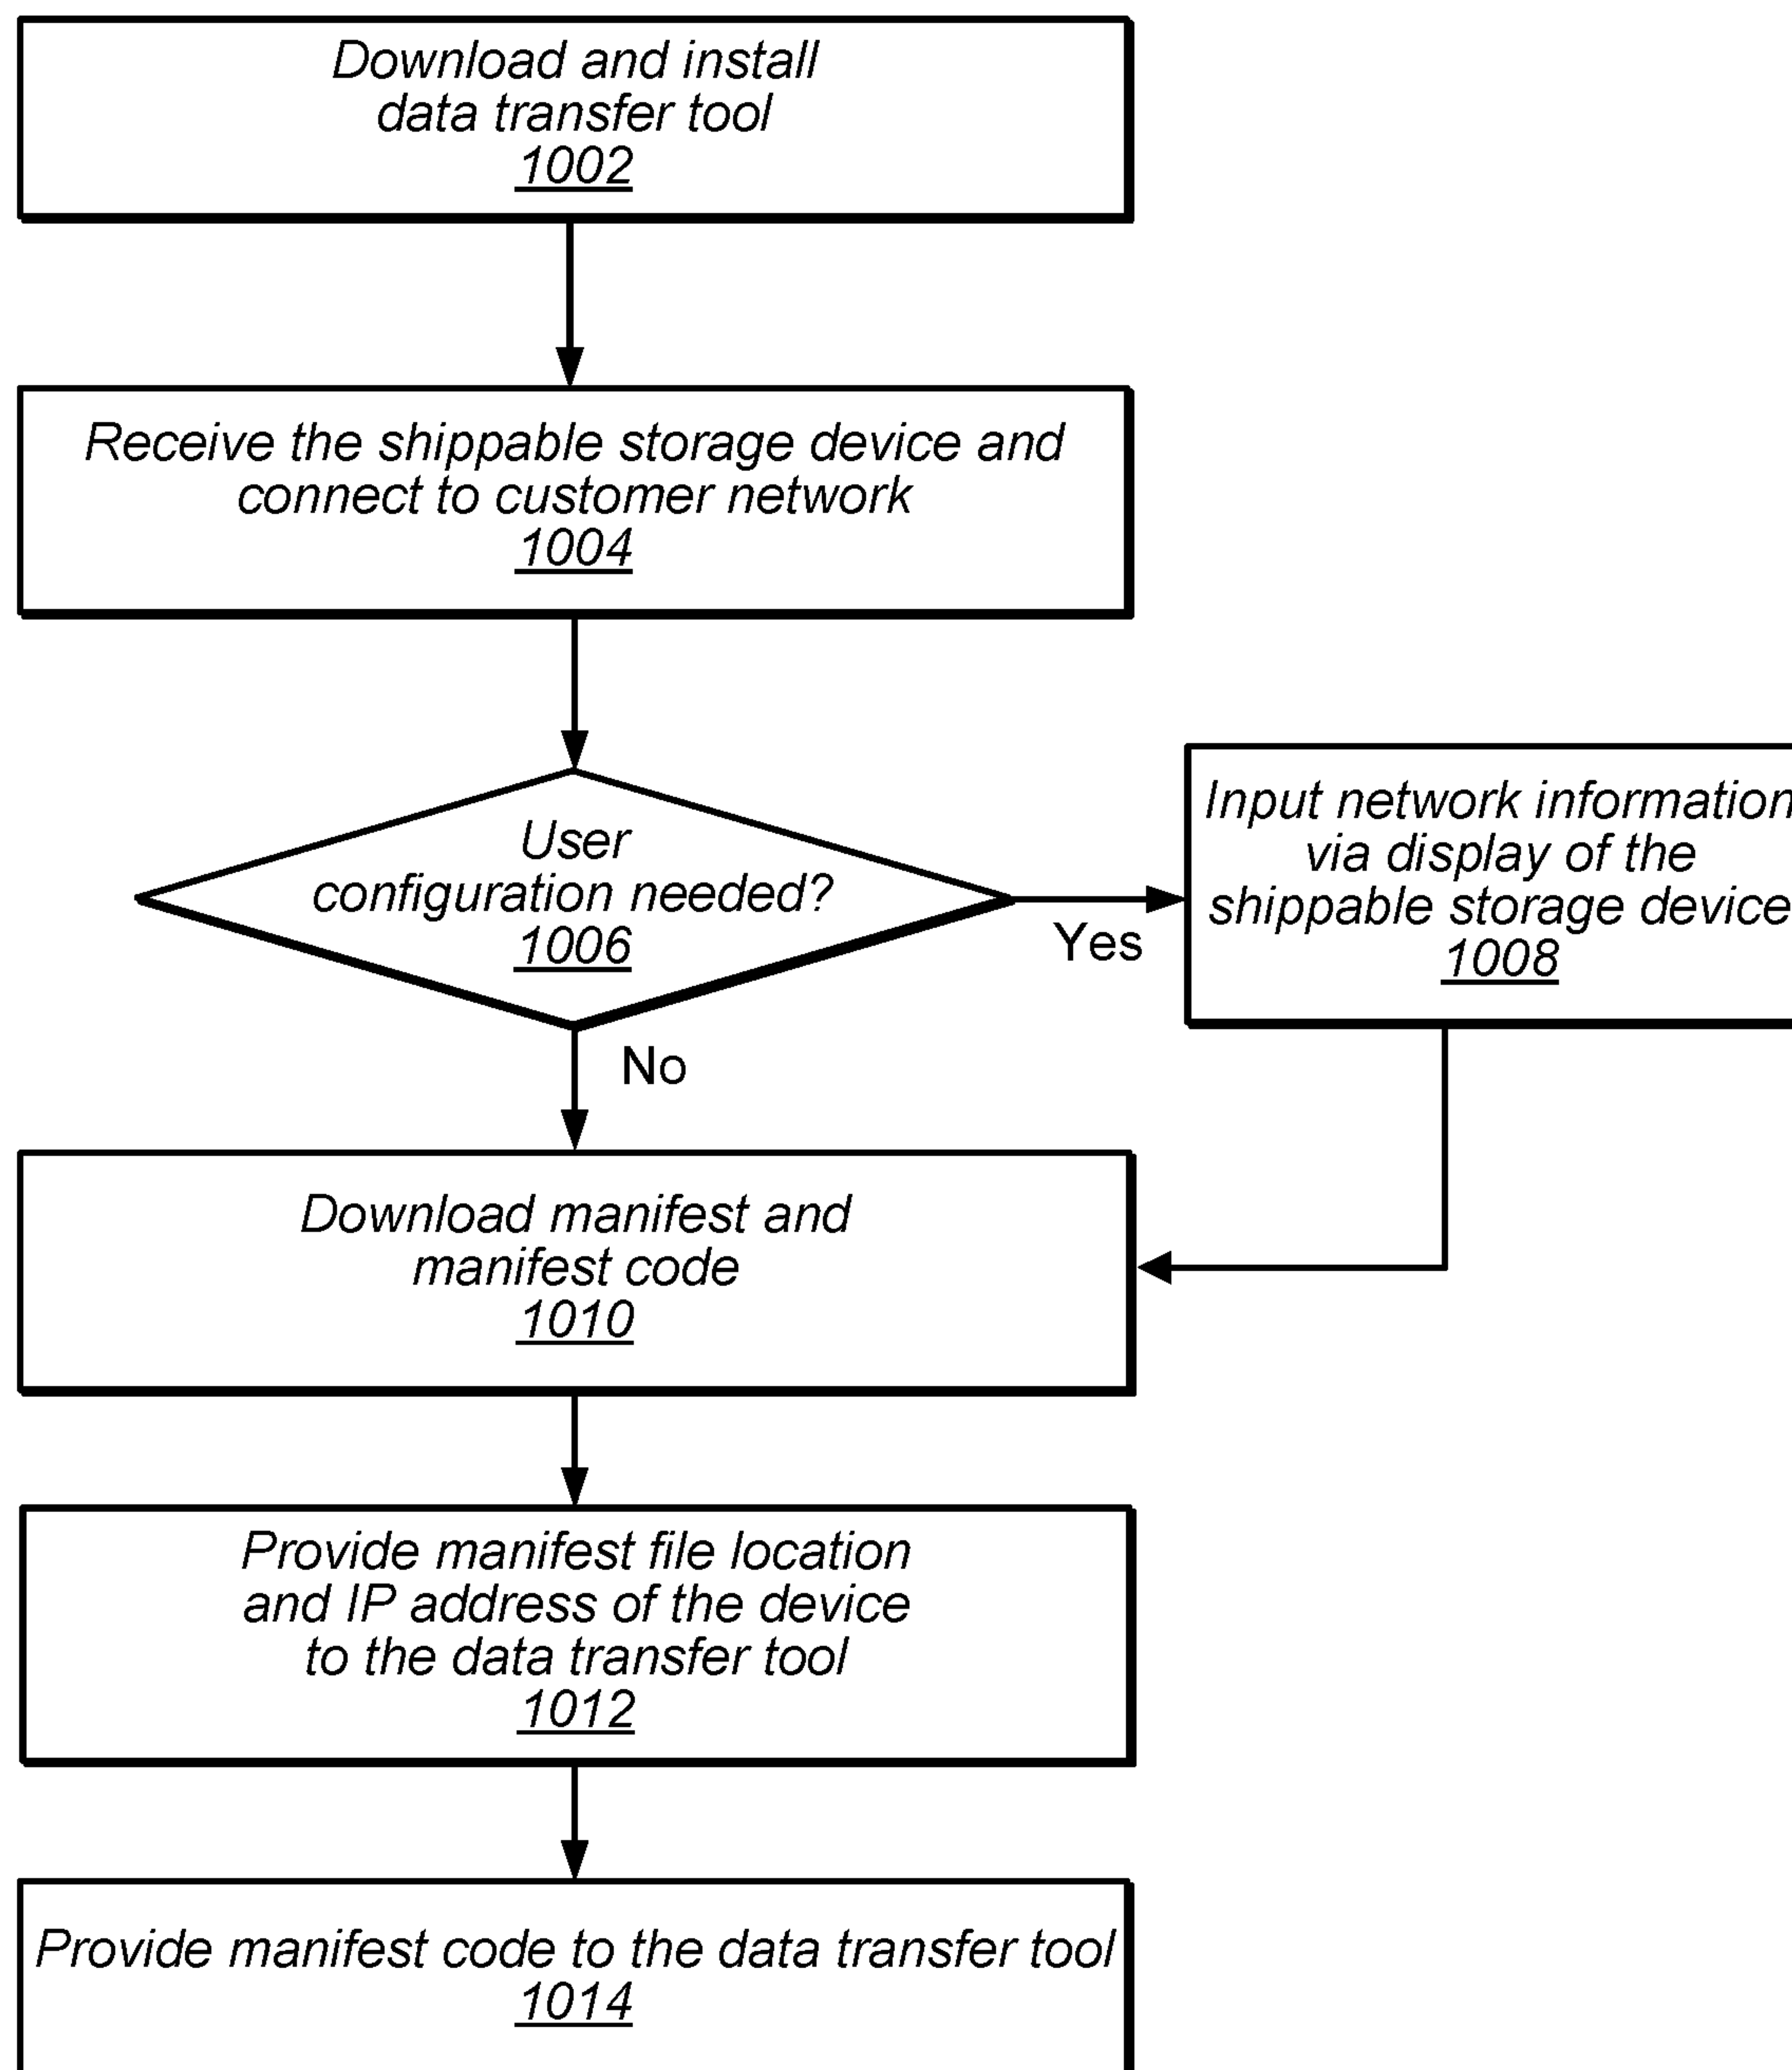 Download and install
data transfer tool
1002
Receive the shippable storage device and
connect to customer network
1004
User
configuration needed?
1006
Yes
Input network information
via display of the
shippable storage device
1008
No
Download manifest and
manifest code
1010
Provide manifest file location
and IP address of the device
to the data transfer tool
1012
Provide manifest code to the data transfer tool
1014